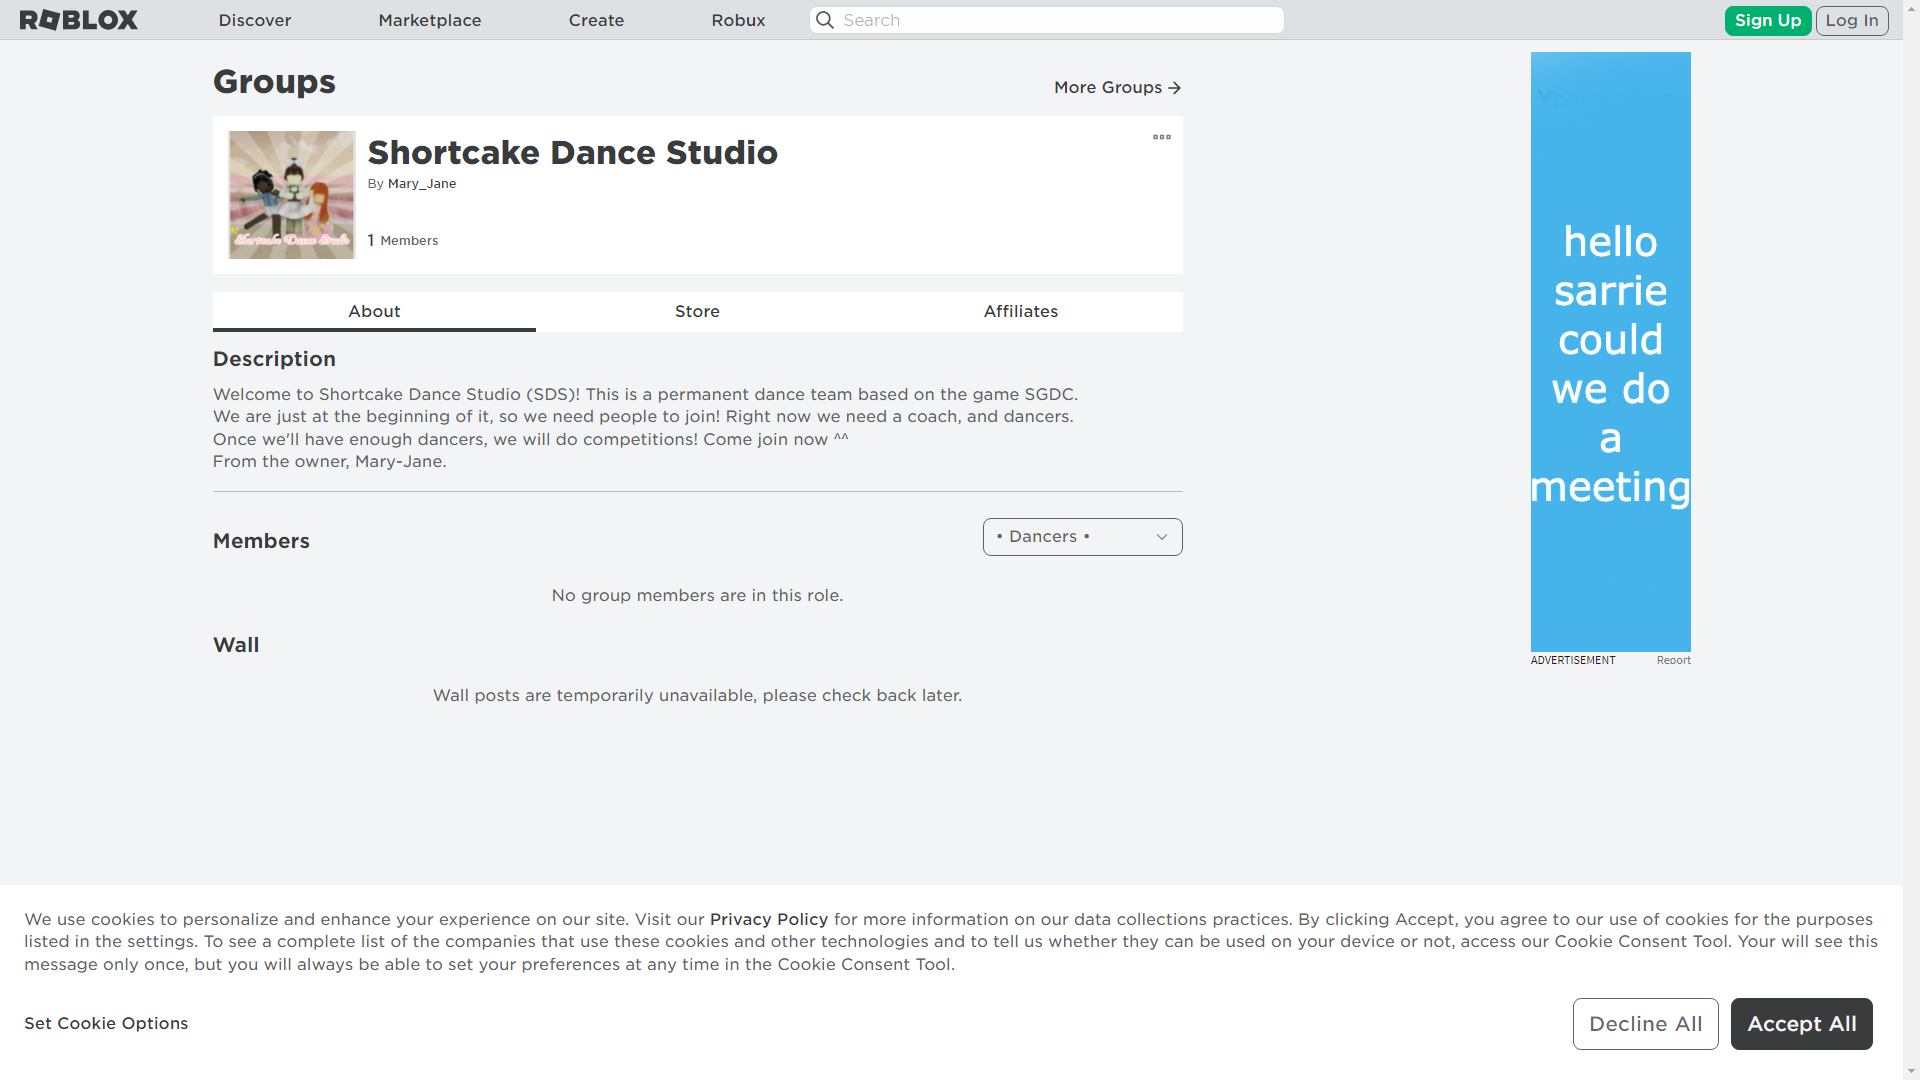 ROBLOX
Discover
Marketplace
Create
Robux
Search
Sign Up
Log In
Groups
More Groups
Shortcake Dance Studio
By Mary_Jane
1 Members
Shortcake Dance Studio
About
Store
Affiliates
Description
Welcome to Shortcake Dance Studio (SDS)! This is a permanent dance team based on the game SGDC.
We are just at the beginning of it, so we need people to join! Right now we need a coach, and dancers.
Once we'll have enough dancers, we will do competitions! Come join now ^^
From the owner, Mary-Jane.
Members
• Dancers •
No group members are in this role.
Wall
Wall posts are temporarily unavailable, please check back later.
hello
sarrie
could
we do
a
meeting
ADVERTISEMENT
Report
We use cookies to personalize and enhance your experience on our site. Visit our Privacy Policy for more information on our data collections practices. By clicking Accept, you agree to our use of cookies for the purposes
listed in the settings. To see a complete list of the companies that use these cookies and other technologies and to tell us whether they can be used on your device or not, access our Cookie Consent Tool. Your will see this
message only once, but you will always be able to set your preferences at any time in the Cookie Consent Tool.
Set Cookie Options
Decline All
Accept All